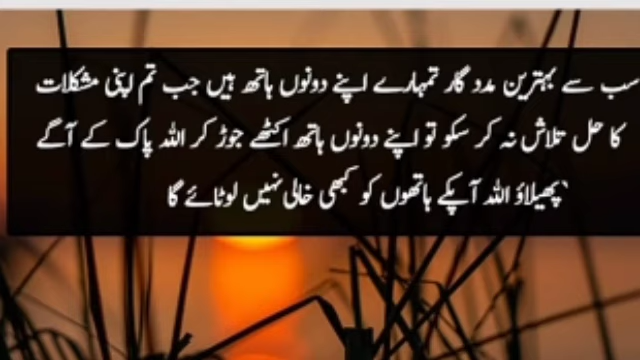 سب سے بہترین مدد گار تمہارے اپنے دونوں ہاتھ ہیں جب تم اپنی مشکلات
کا حل تلاش نہ کر سکو تو اپنے دونوں ہاتھ اکٹھے جوڑ کر اللہ پاک کے آگے
پھیلاؤ اللہ آپکے ہاتھوں کو کبھی خالی نہیں لوٹائے گا